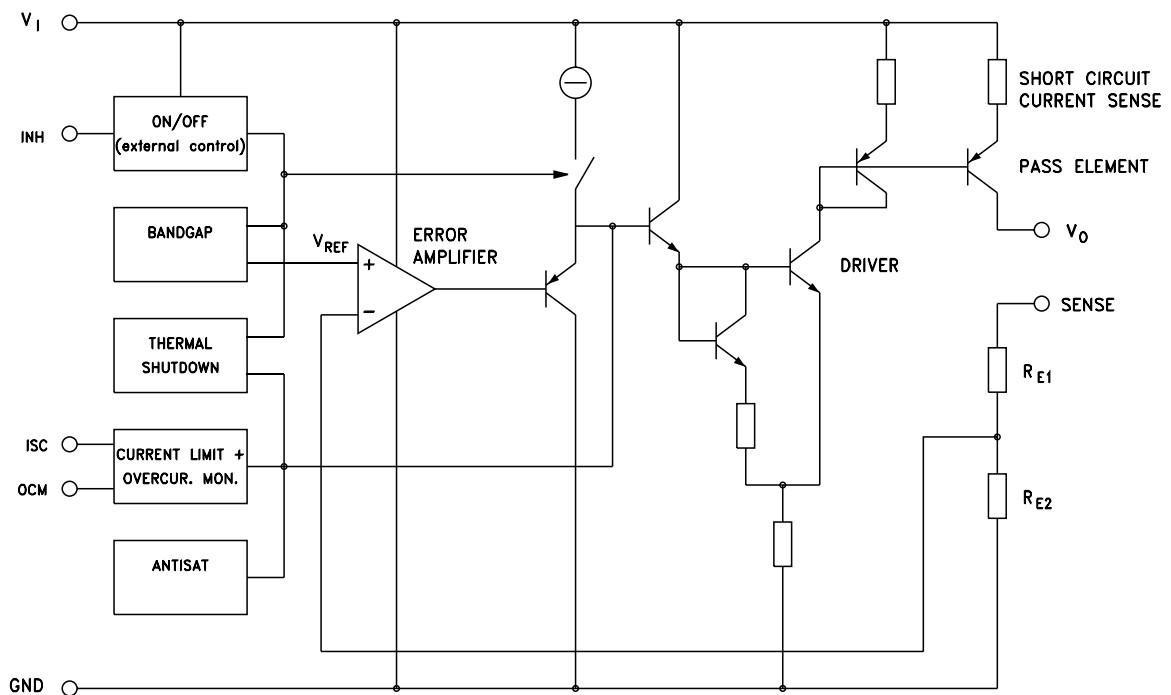 V I
SHORT CIRCUIT
CURRENT SENSE
INH
ON/OFF
(external control)
PASS ELEMENT
BANDGAP
V REF
ERROR
AMPLIFIER
V O
+
−
DRIVER
SENSE
THERMAL
SHUTDOWN
R E1
ISC
CURRENT LIMIT +
OVERCUR. MON.
OCM
R E2
ANTISAT
GND